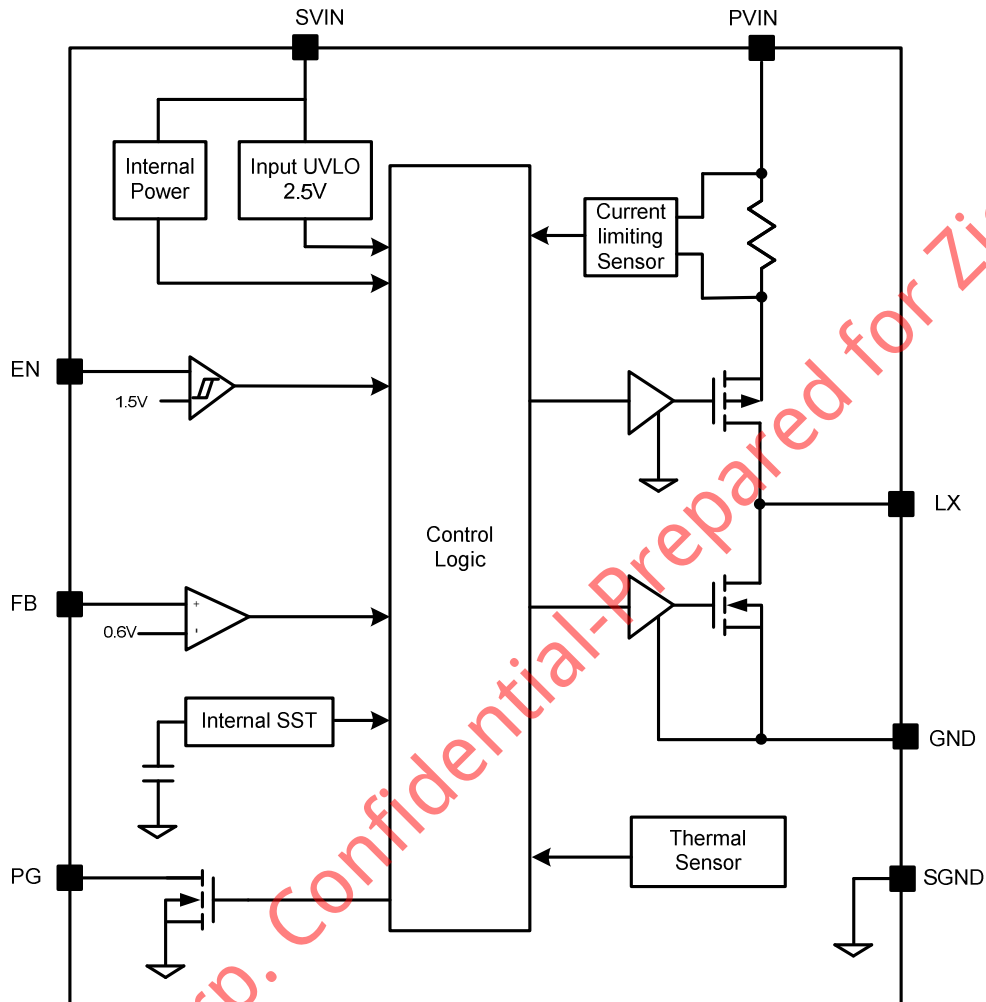 SVIN
PVIN
Internal
Power
Input UVLO
2.5V
Current
limiting
Sensor
EN
1.5V
LX
Control
Logic
FB
+
0.6V
-
Internal SST
GND
Thermal
Sensor
PG
SGND
rp. Confidential-Prepared for Zi